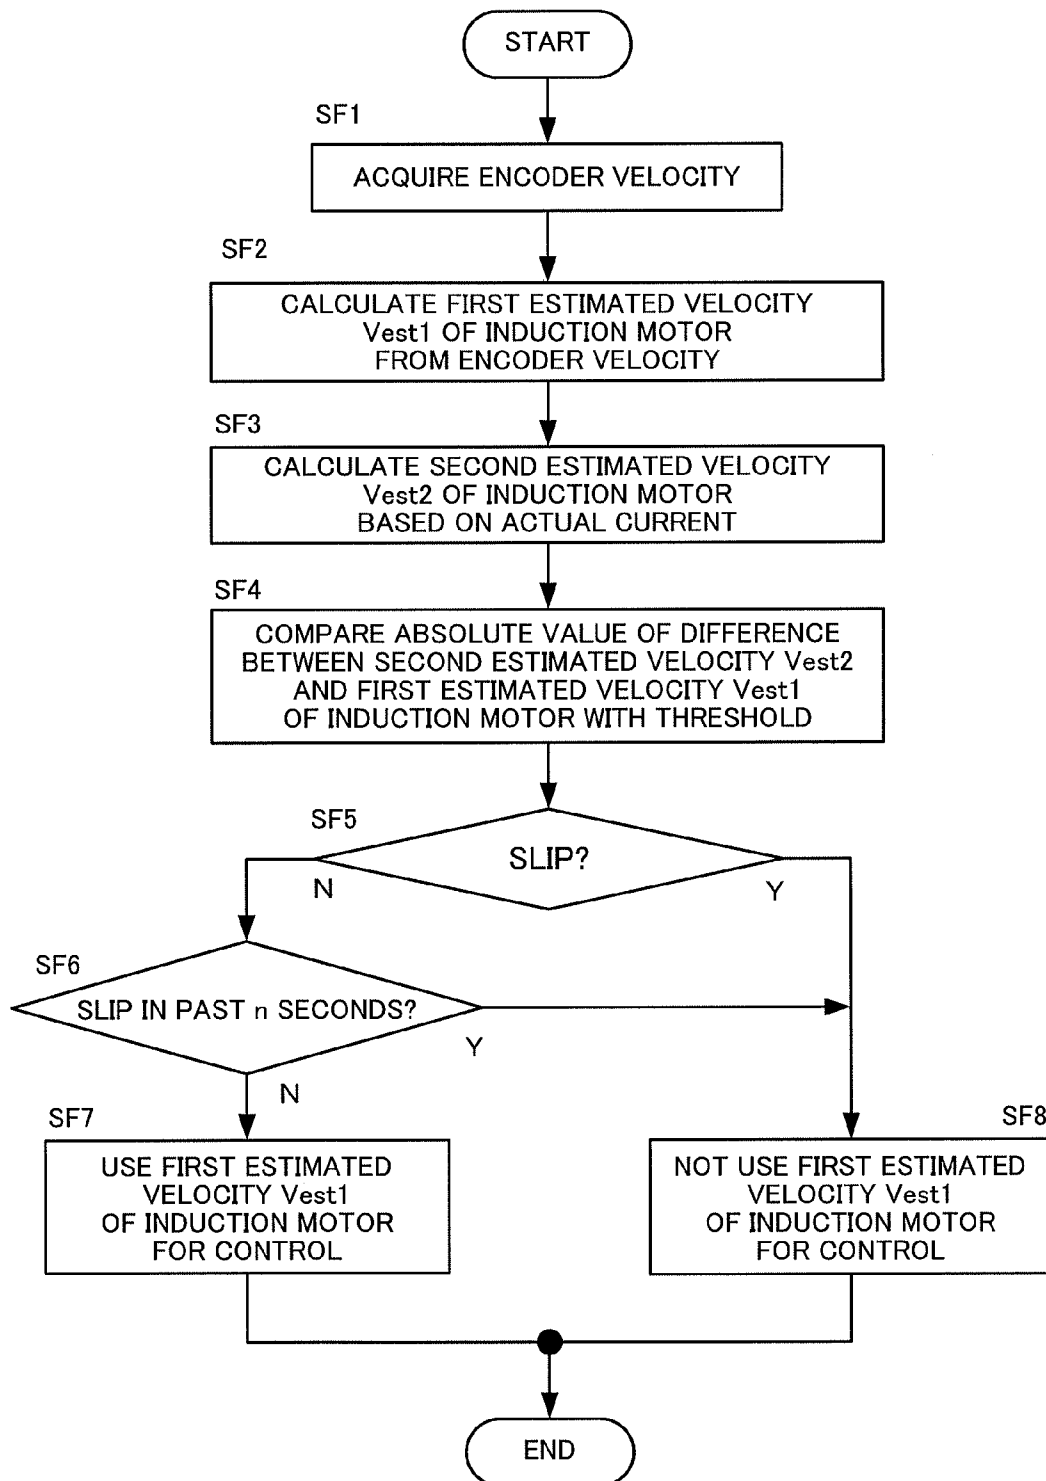 START
SF1
ACQUIRE ENCODER VELOCITY
SF2
CALCULATE FIRST ESTIMATED VELOCITY
Vest1 OF INDUCTION MOTOR
FROM ENCODER VELOCITY
SF3
CALCULATE SECOND ESTIMATED VELOCITY
Vest2 OF INDUCTION MOTOR
BASED ON ACTUAL CURRENT
SF4
COMPARE ABSOLUTE VALUE OF DIFFERENCE
BETWEEN SECOND ESTIMATED VELOCITY Vest2
AND FIRST ESTIMATED VELOCITY Vest1
OF INDUCTION MOTOR WITH THRESHOLD
SF5
SLIP?
N
Y
SF6
SLIP IN PAST n SECONDS?
Y
N
SF7
USE FIRST ESTIMATED
VELOCITY Vest1
OF INDUCTION MOTOR
FOR CONTROL
SF8
NOT USE FIRST ESTIMATED
VELOCITY Vest1
OF INDUCTION MOTOR
FOR CONTROL
END